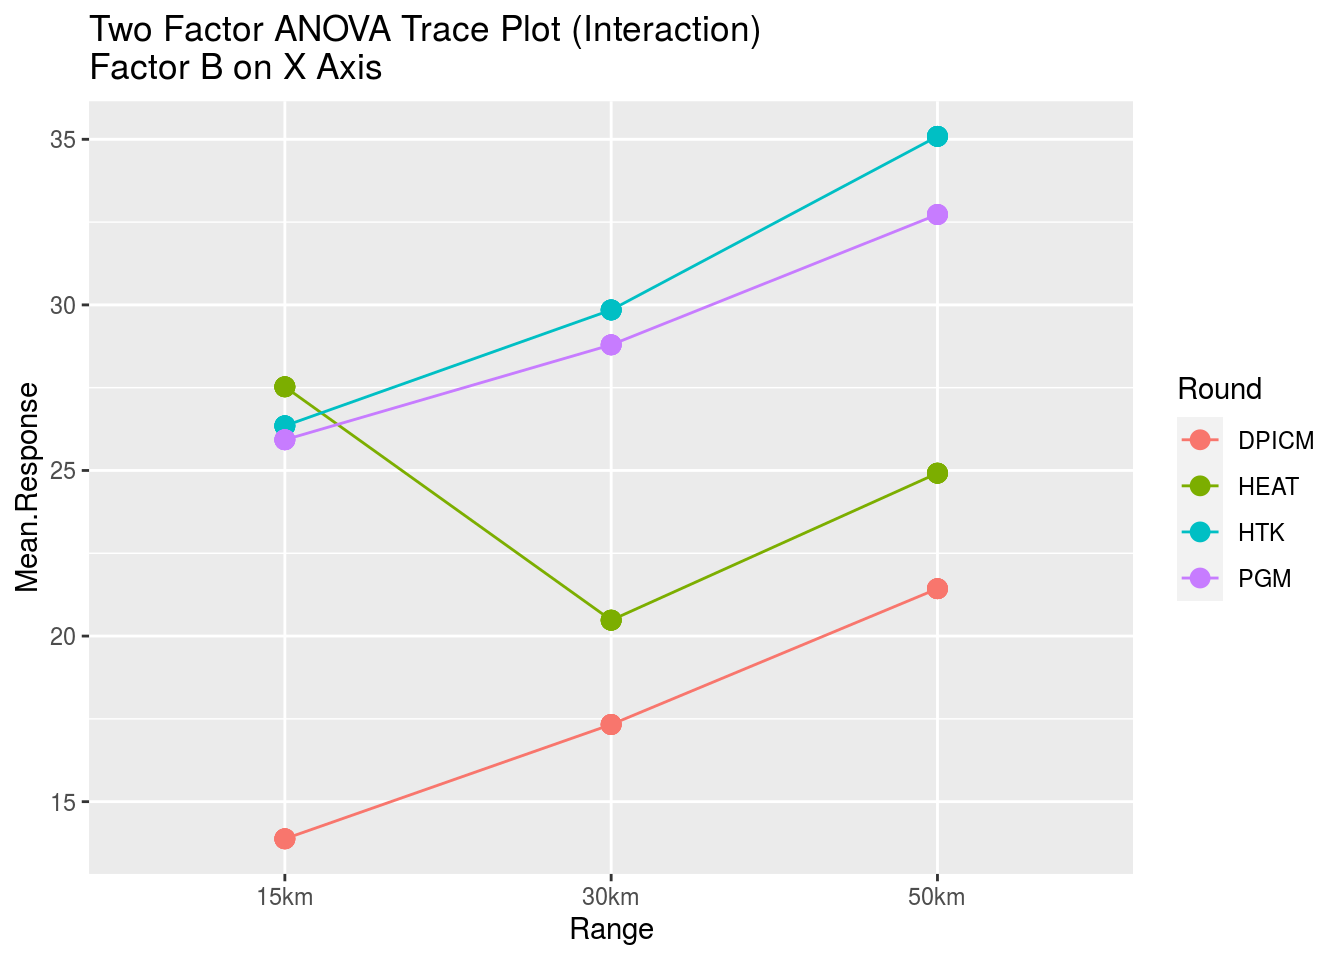 Two Factor ANOVA Trace Plot (Interaction)
Factor B on X Axis
Mean.Response
35
30
25
20
15
15km
30km
50km
Range
Round
DPICM
HEAT
HTK
PGM